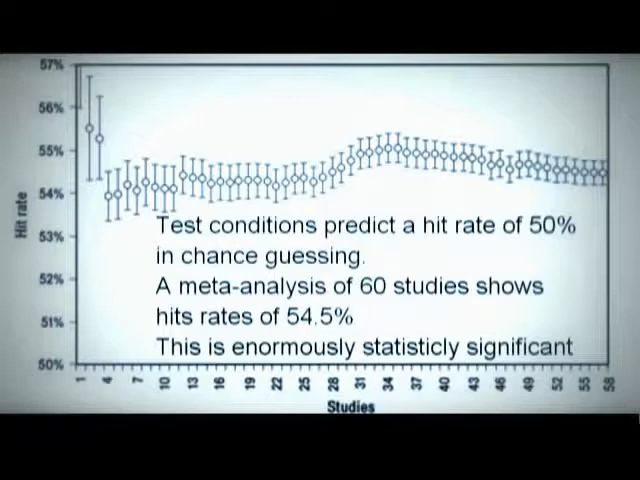 57%
56%
55%
54%
53%
52%
51%
50%
Hit rate
Test conditions predict a hit rate of 50%
in chance guessing.
A meta-analysis of 60 studies shows
hits rates of 54.5%
This is enormously statisticly significant
1 4 7 10 13 16 19 22 25 28 31 34 37 40 43 46 49 52 55 58
Studies